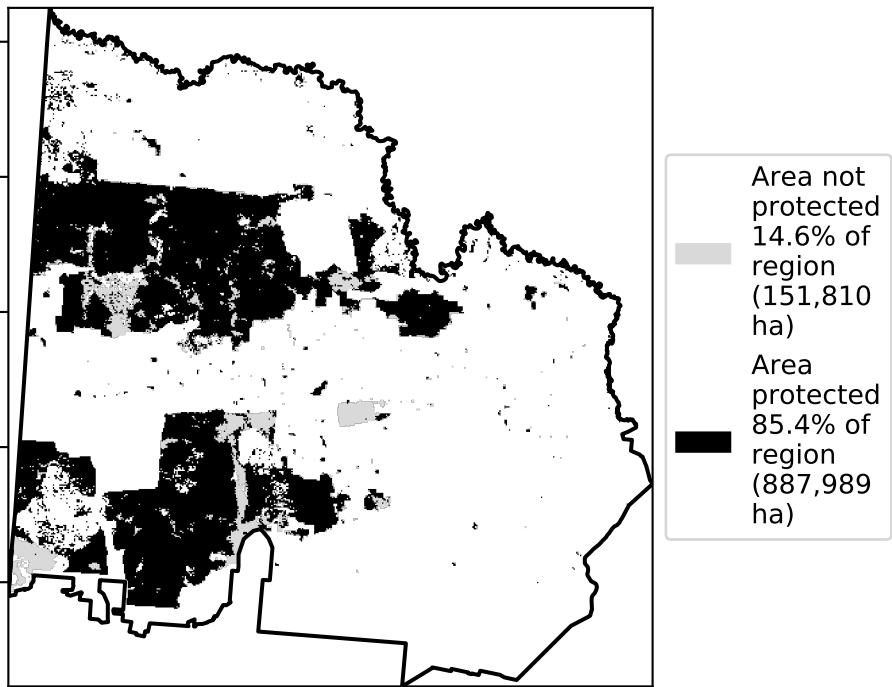 Area not
protected
14.6% of
region
(151,810
ha)
Area
protected
85.4% of
region
(887,989
ha)